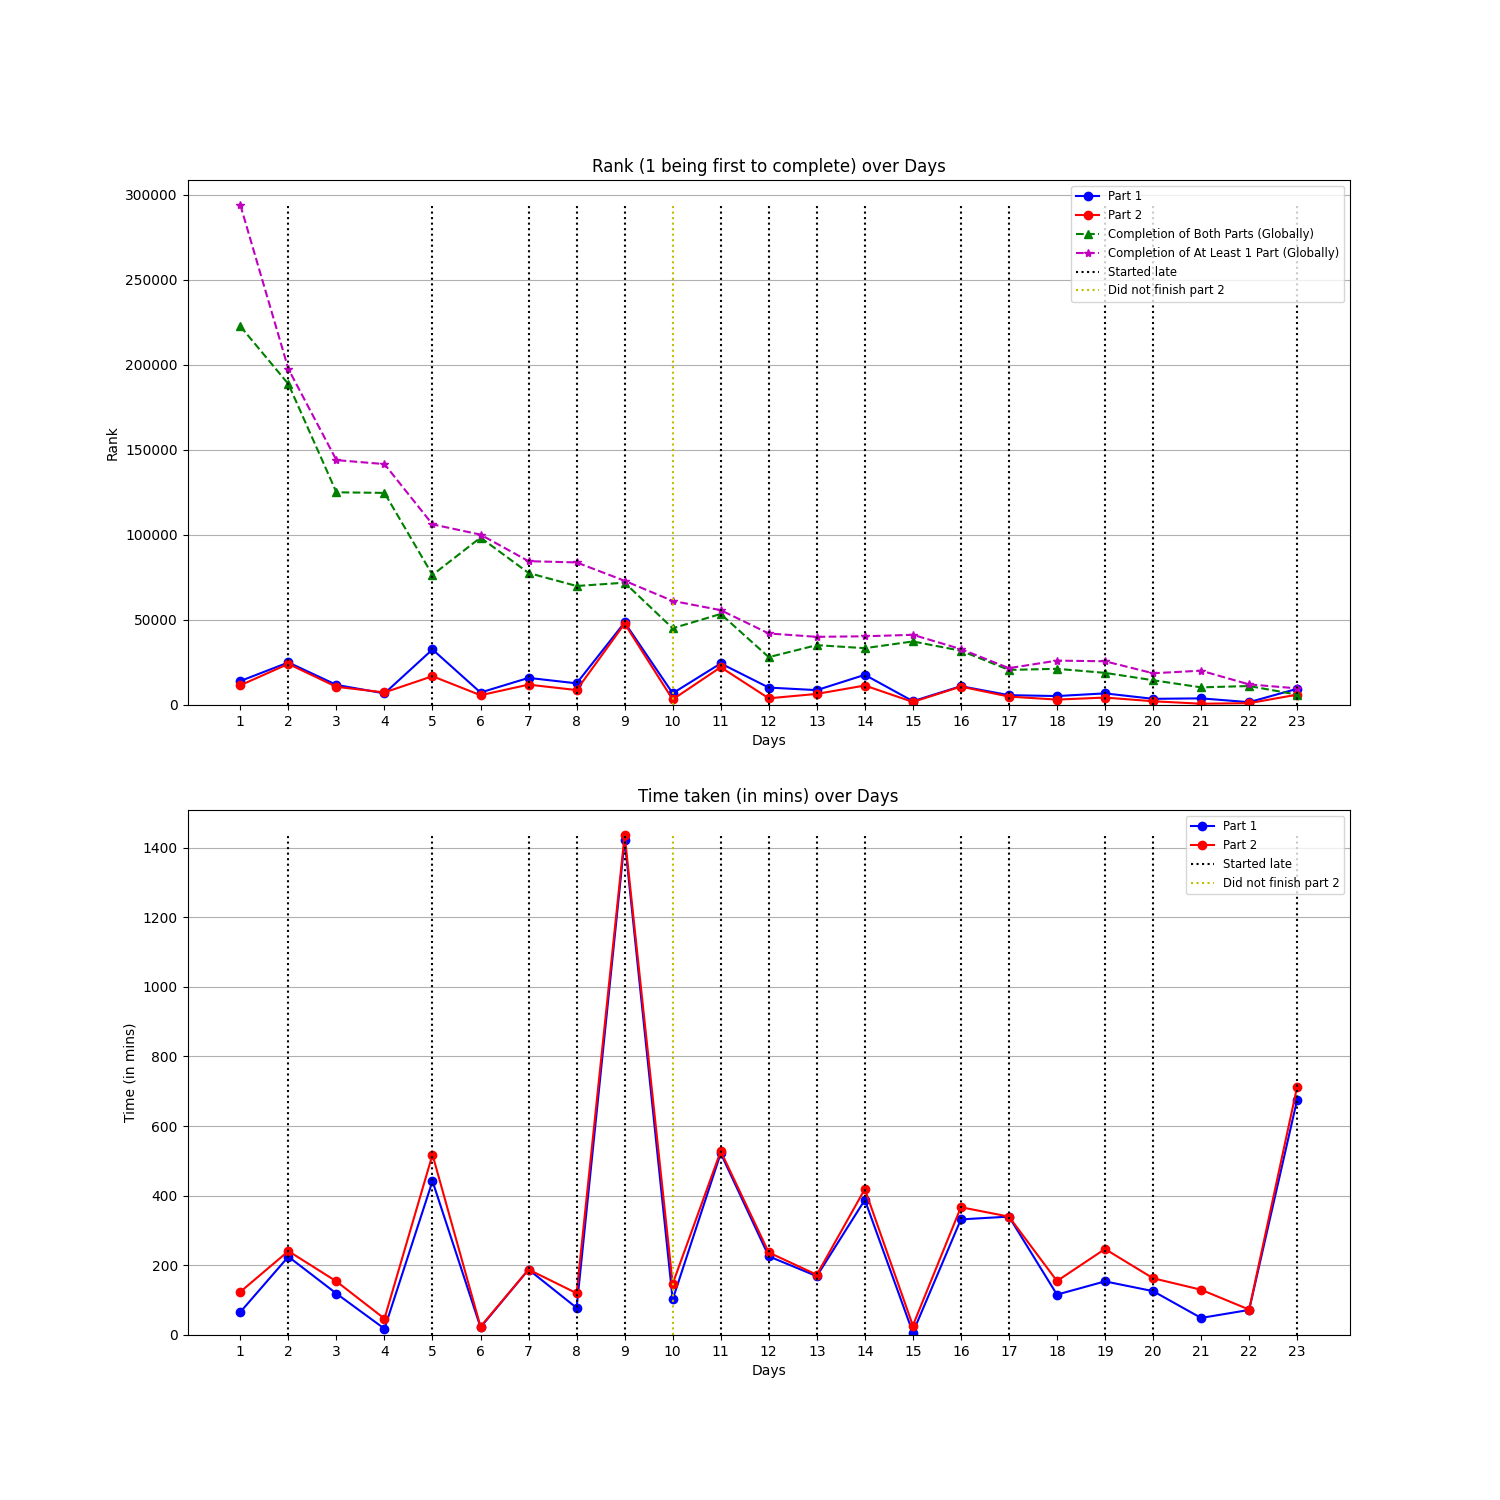 Rank (1 being first to complete) over Days
300000
250000
200000
150000
100000
50000
0
Rank
Part 1
Part 2
Completion of Both Parts (Globally)
Completion of At Least 1 Part (Globally)
Started late
Did not finish part 2
1 2 3 4 5 6 7 8 9 10 11 12 13 14 15 16 17 18 19 20 21 22 23
Days
Time taken (in mins) over Days
1400
1200
1000
800
600
400
200
0
Time (in mins)
Part 1
Part 2
Started late
Did not finish part 2
1 2 3 4 5 6 7 8 9 10 11 12 13 14 15 16 17 18 19 20 21 22 23
Days